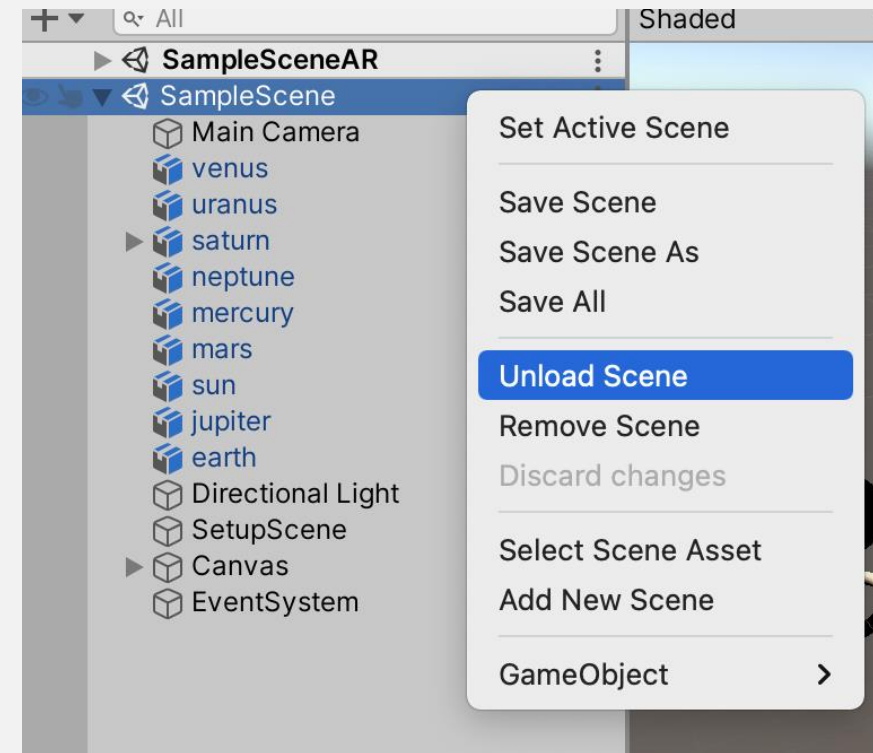 All
Shaded
SampleSceneAR
SampleScene
Main Camera
venus
uranus
saturn
neptune
mercury
mars
sun
jupiter
earth
Directional Light
SetupScene
Canvas
EventSystem
Set Active Scene
Save Scene
Save Scene As
Save All
Unload Scene
Remove Scene
Discard changes
Select Scene Asset
Add New Scene
GameObject